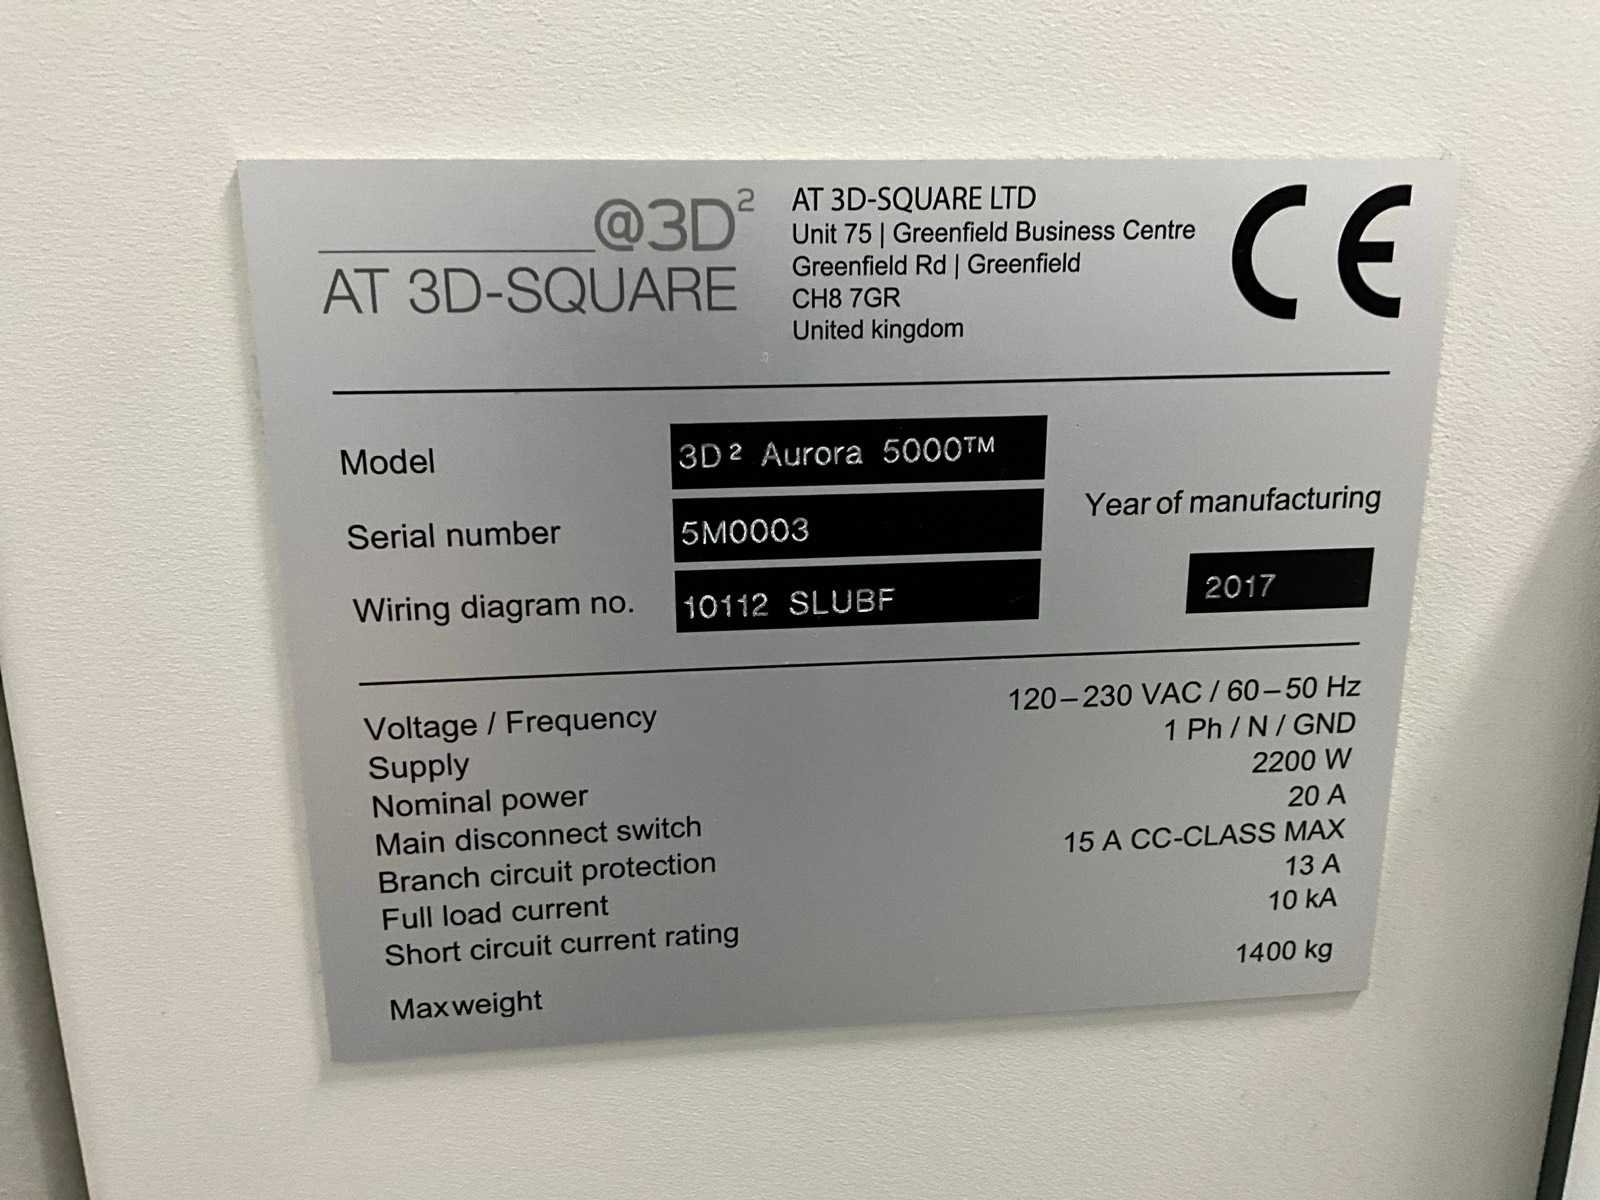 @3D²
AT 3D-SQUARE
AT 3D-SQUARE LTD
Unit 75 | Greenfield Business Centre
Greenfield Rd | Greenfield
CH8 7GR
United kingdom
CE
Model 3D² Aurora 5000™
Serial number 5M0003
Wiring diagram no. 10112 SLUBF
Year of manufacturing
2017
Voltage / Frequency 120–230 VAC / 60–50 Hz
Supply 1 Ph / N / GND
Nominal power 2200 W
Main disconnect switch 20 A
Branch circuit protection 15 A CC-CLASS MAX
Full load current 13 A
Short circuit current rating 10 kA
Max weight 1400 kg